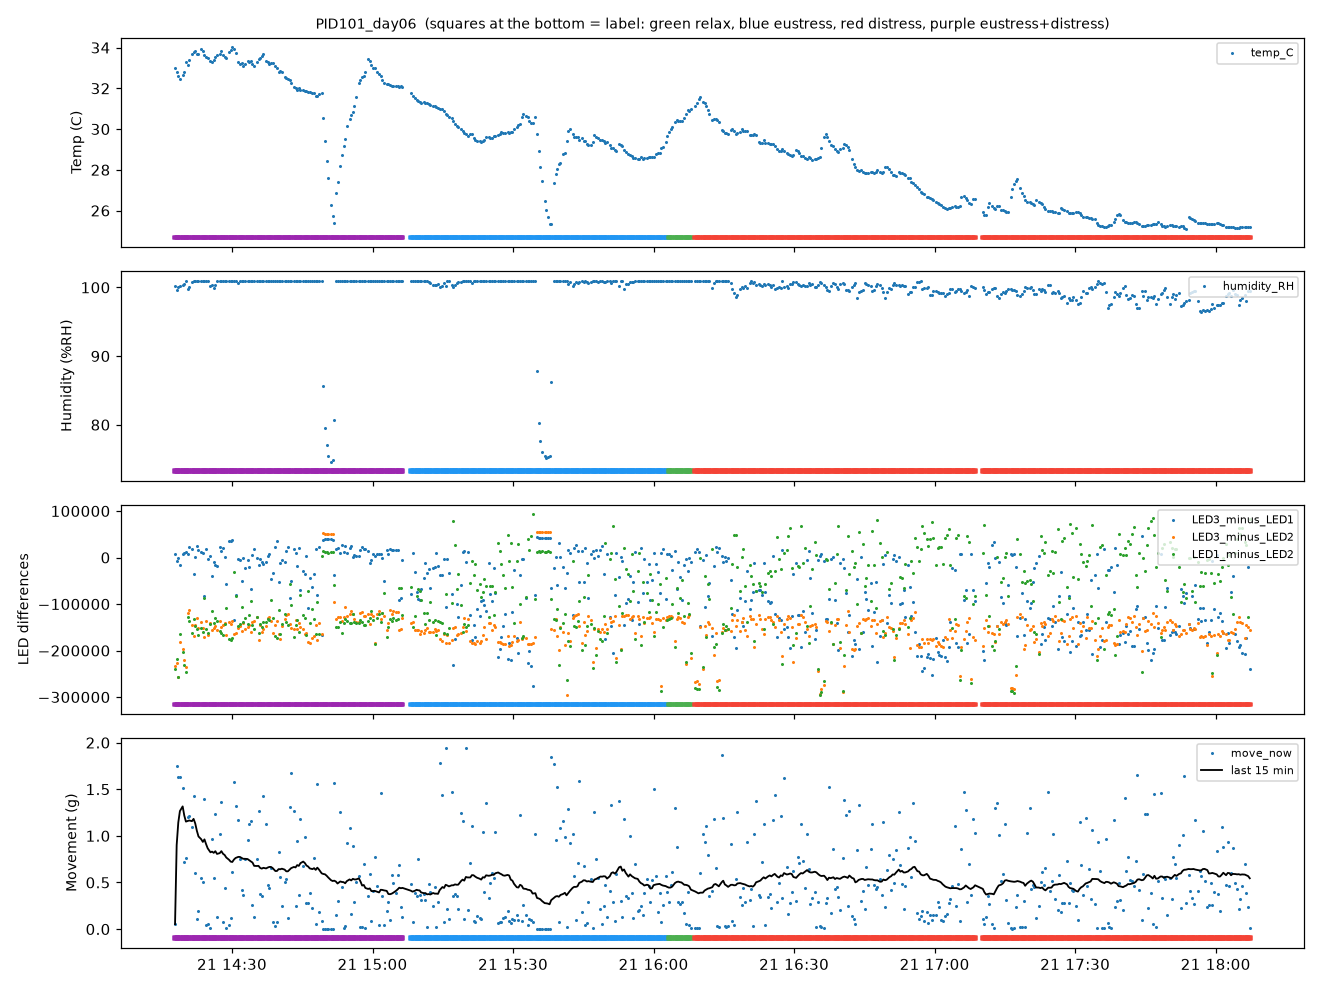 PID101_day06  (squares at the bottom = label: green relax, blue eustress, red distress, purple eustress+distress)
Temp (C)
34
32
30
28
26
temp_C
Humidity (%RH)
100
90
80
humidity_RH
LED differences
100000
0
−100000
−200000
−300000
LED3_minus_LED1
LED3_minus_LED2
LED1_minus_LED2
Movement (g)
2.0
1.5
1.0
0.5
0.0
move_now
last 15 min
21 14:30
21 15:00
21 15:30
21 16:00
21 16:30
21 17:00
21 17:30
21 18:00